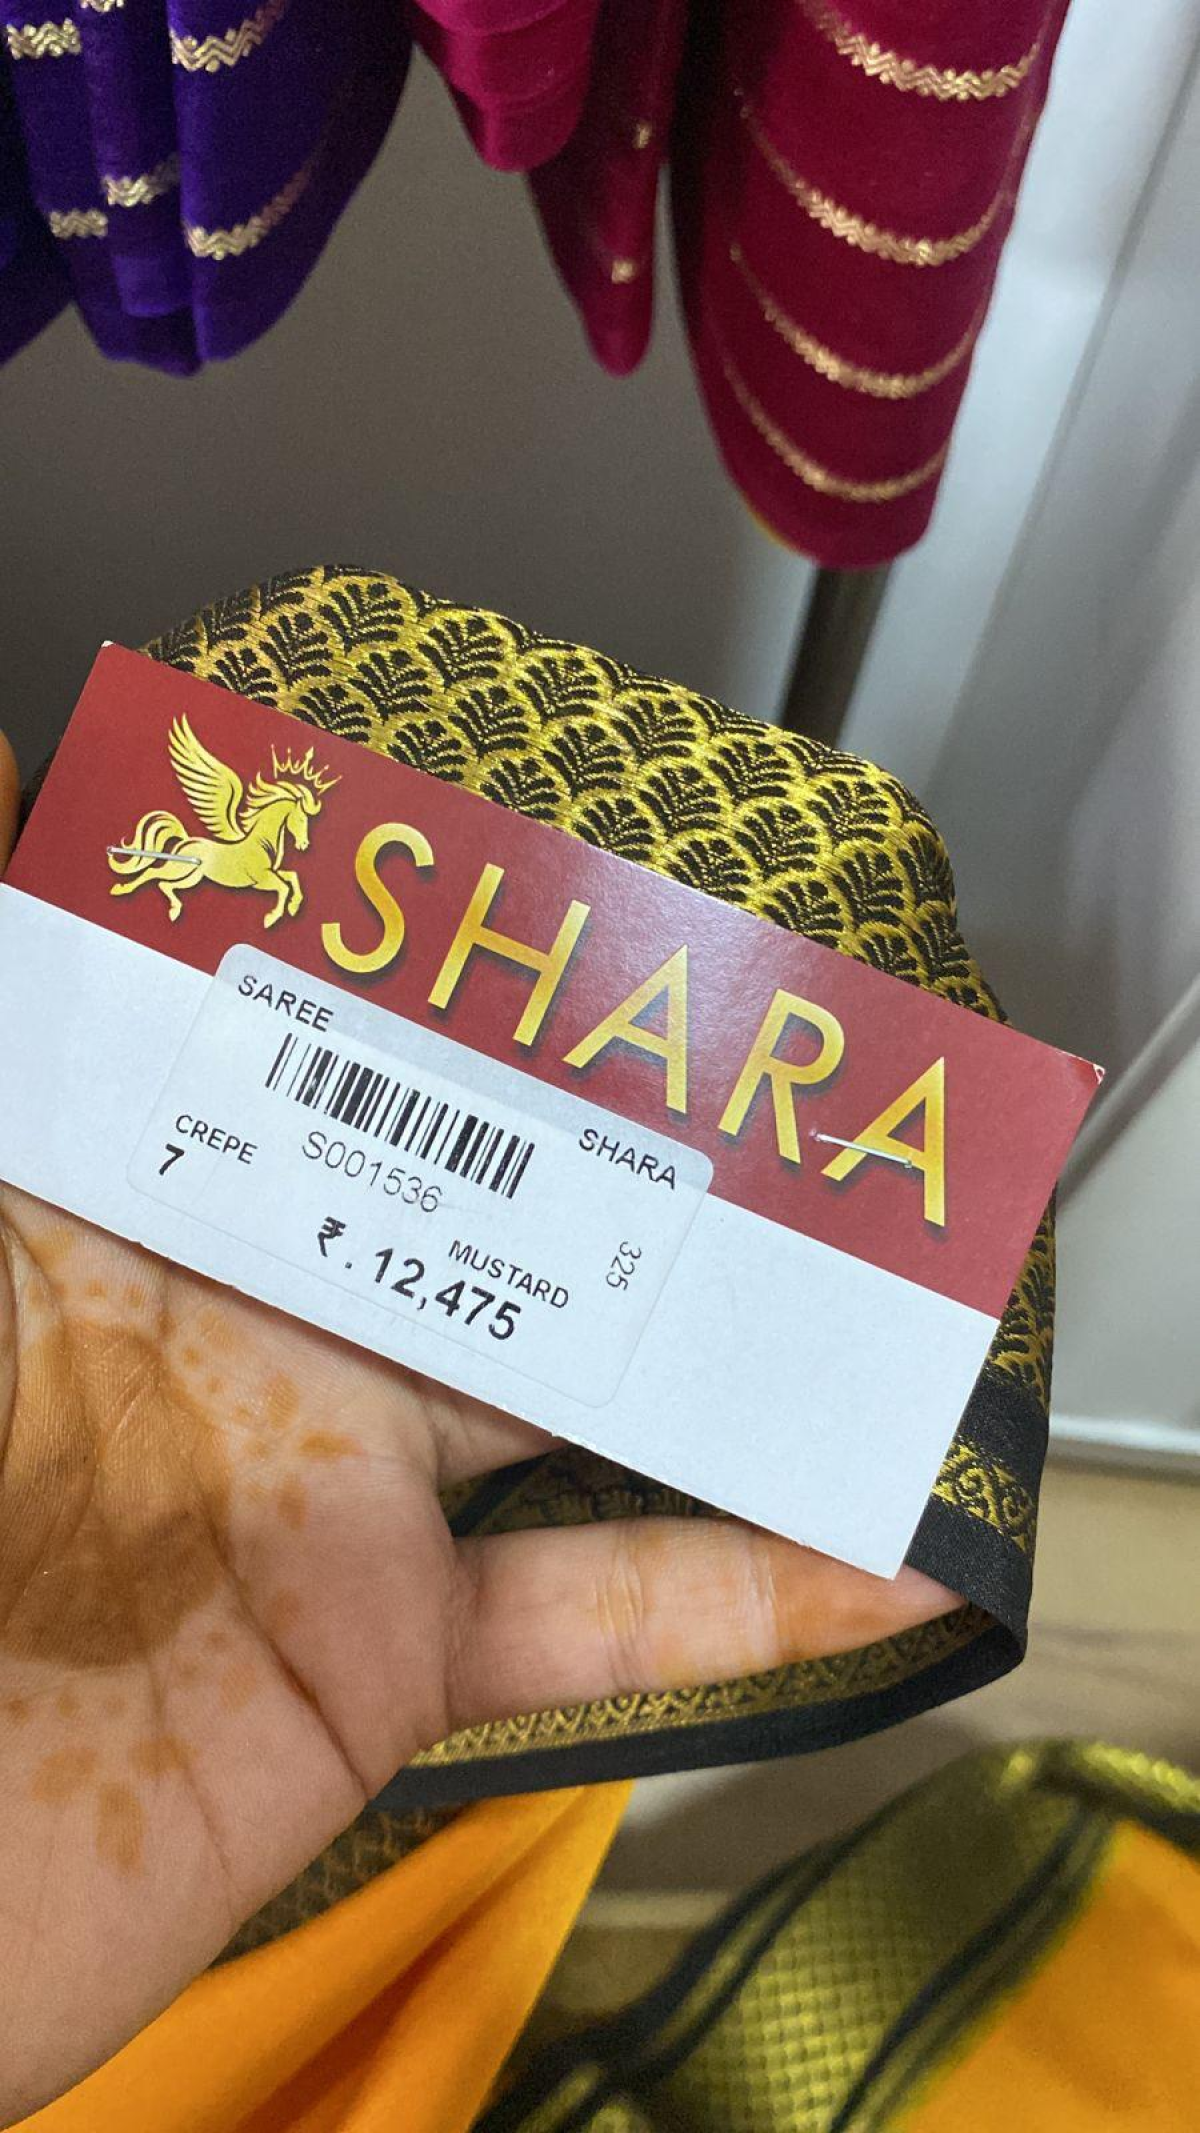 SHARA
SAREE
S001536
SHARA
CREPE
7
MUSTARD
325
₹. 12,475